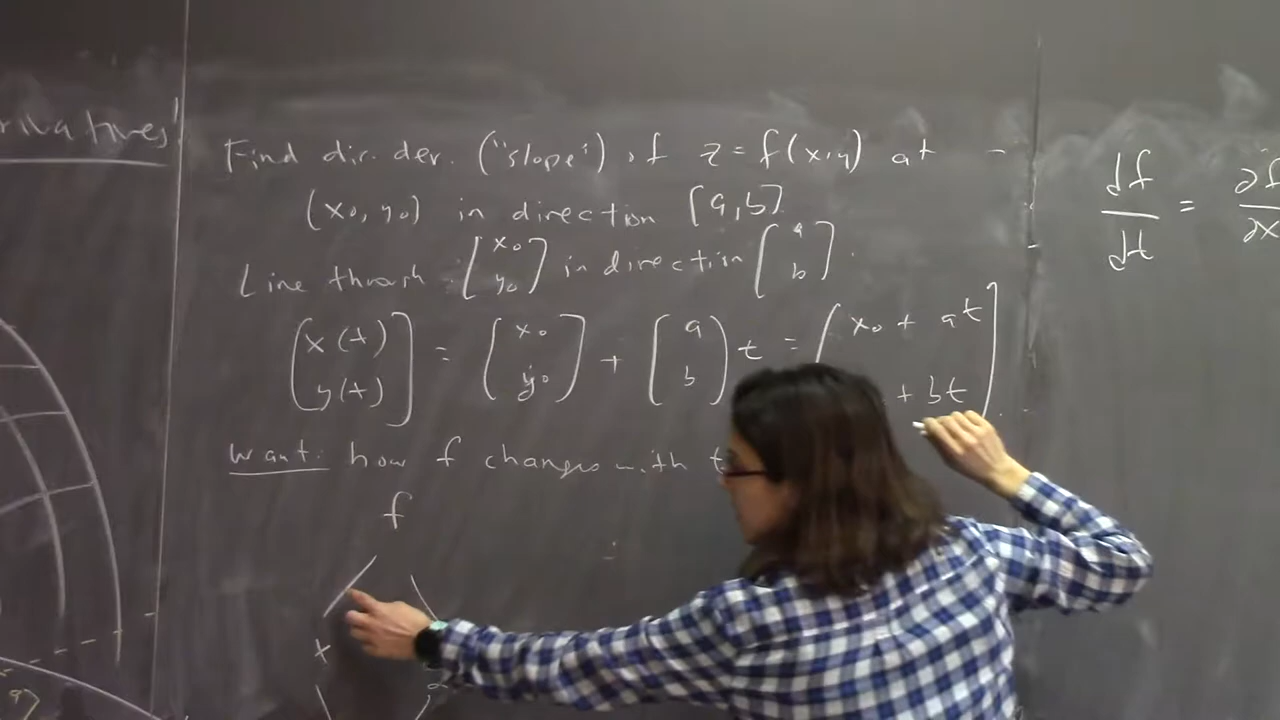 rivatives!
Find dir. der. ("slope") of z = f(x,y) at
(x₀, y₀) in direction [a,b].
Line through [x₀ y₀] in direction [a b].
[x(t) y(t)] = [x₀ y₀] + [a b] t = [x₀ + at + bt]
Want: how f changes with t
f
x
df/dt = ∂f/∂x